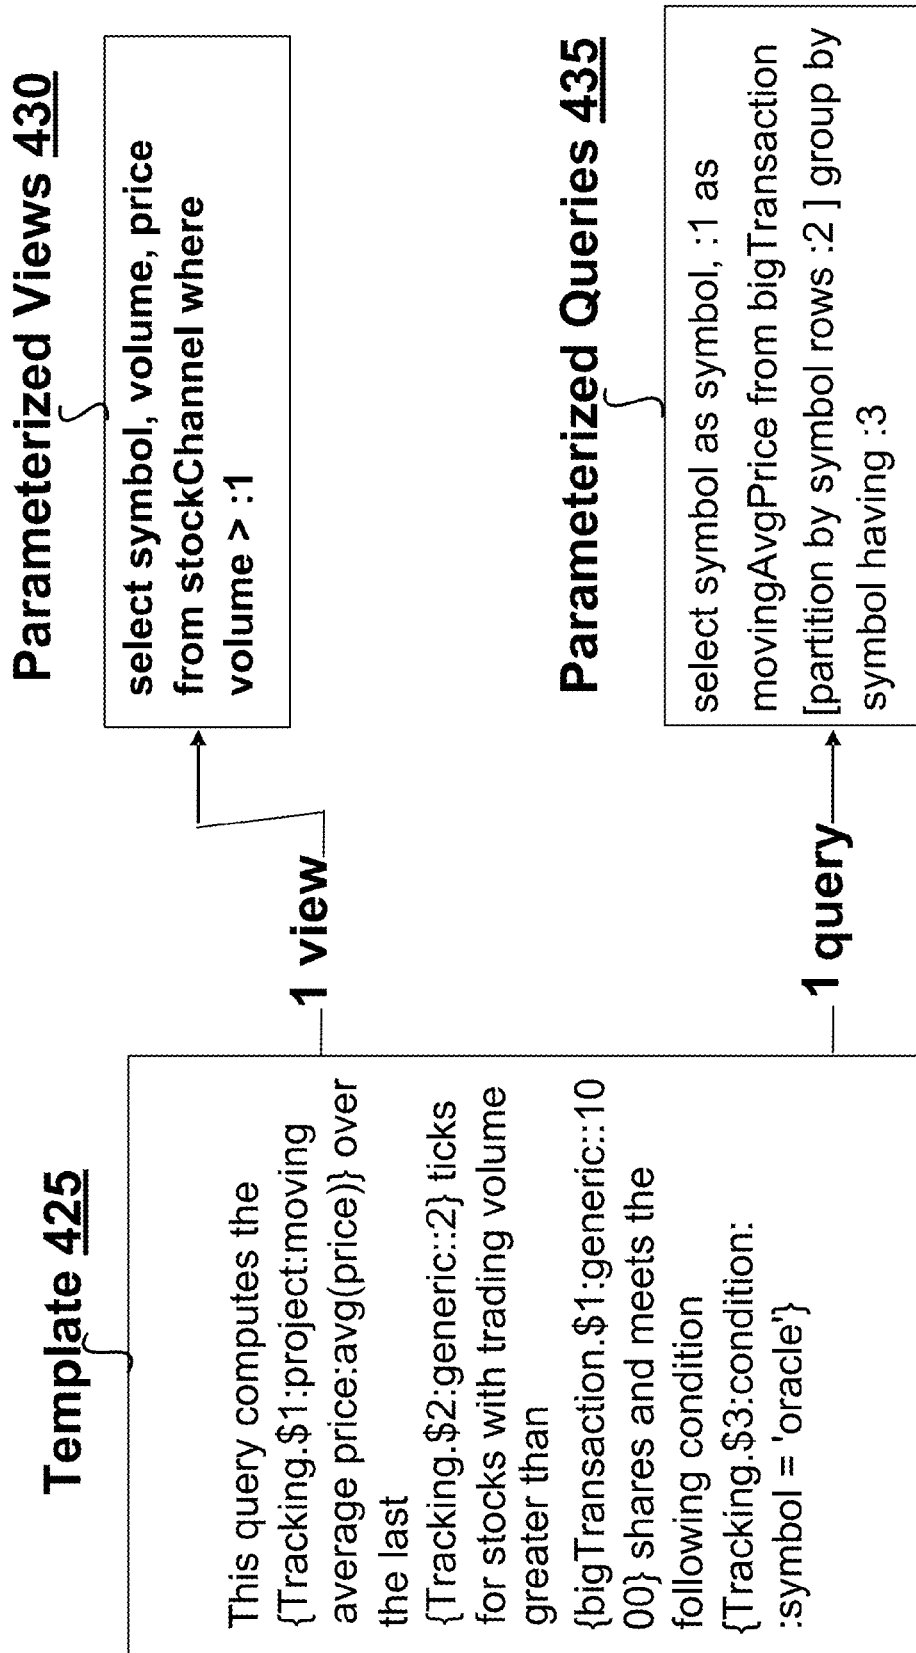 Template 425
This query computes the
{Tracking.$1:project:moving
average price:avg(price)} over
the last
{Tracking.$2:generic::2} ticks
for stocks with trading volume
greater than
{bigTransaction.$1:generic::10
00} shares and meets the
following condition
{Tracking.$3:condition:
:symbol = 'oracle'}
1 view
1 query
Parameterized Views 430
select symbol, volume, price
from stockChannel where
volume > :1
Parameterized Queries 435
select symbol as symbol, :1 as
movingAvgPrice from bigTransaction
[partition by symbol rows :2 ] group by
symbol having :3